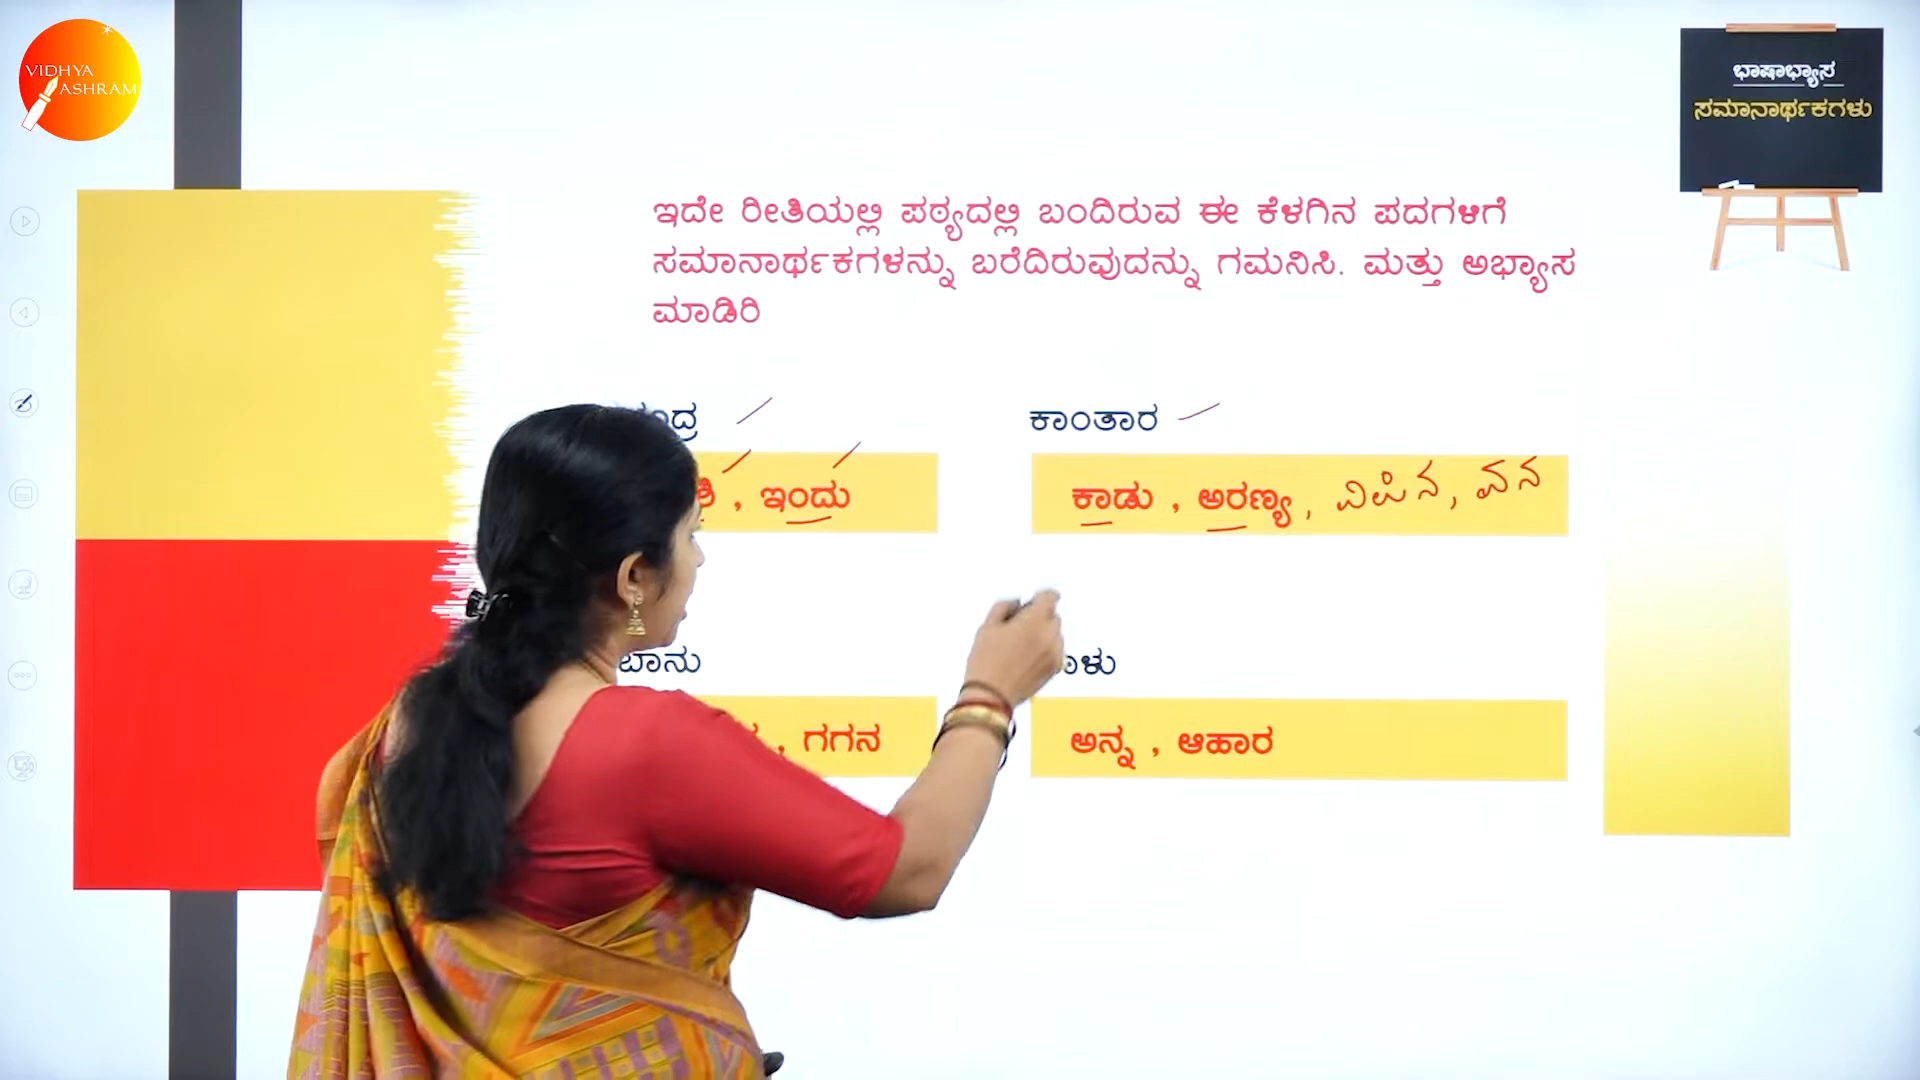 VIDHYA
ASHRAM
ಭಾಷಾಭ್ಯಾಸ
ಸಮಾನಾರ್ಥಕಗಳು
ಇದೇ ರೀತಿಯಲ್ಲಿ ಪಠ್ಯದಲ್ಲಿ ಬಂದಿರುವ ಈ ಕೆಳಗಿನ ಪದಗಳಿಗೆ
ಸಮಾನಾರ್ಥಕಗಳನ್ನು ಬರೆದಿರುವುದನ್ನು ಗಮನಿಸಿ. ಮತ್ತು ಅಭ್ಯಾಸ
ಮಾಡಿರಿ
ಕಾಂತಾರ
, ಇಂದು
ಕಾಡು , ಅರಣ್ಯ, ವಿಪಿನ, ವನ
ಬಾನು
, ಗಗನ
ಅನ್ನ , ಆಹಾರ